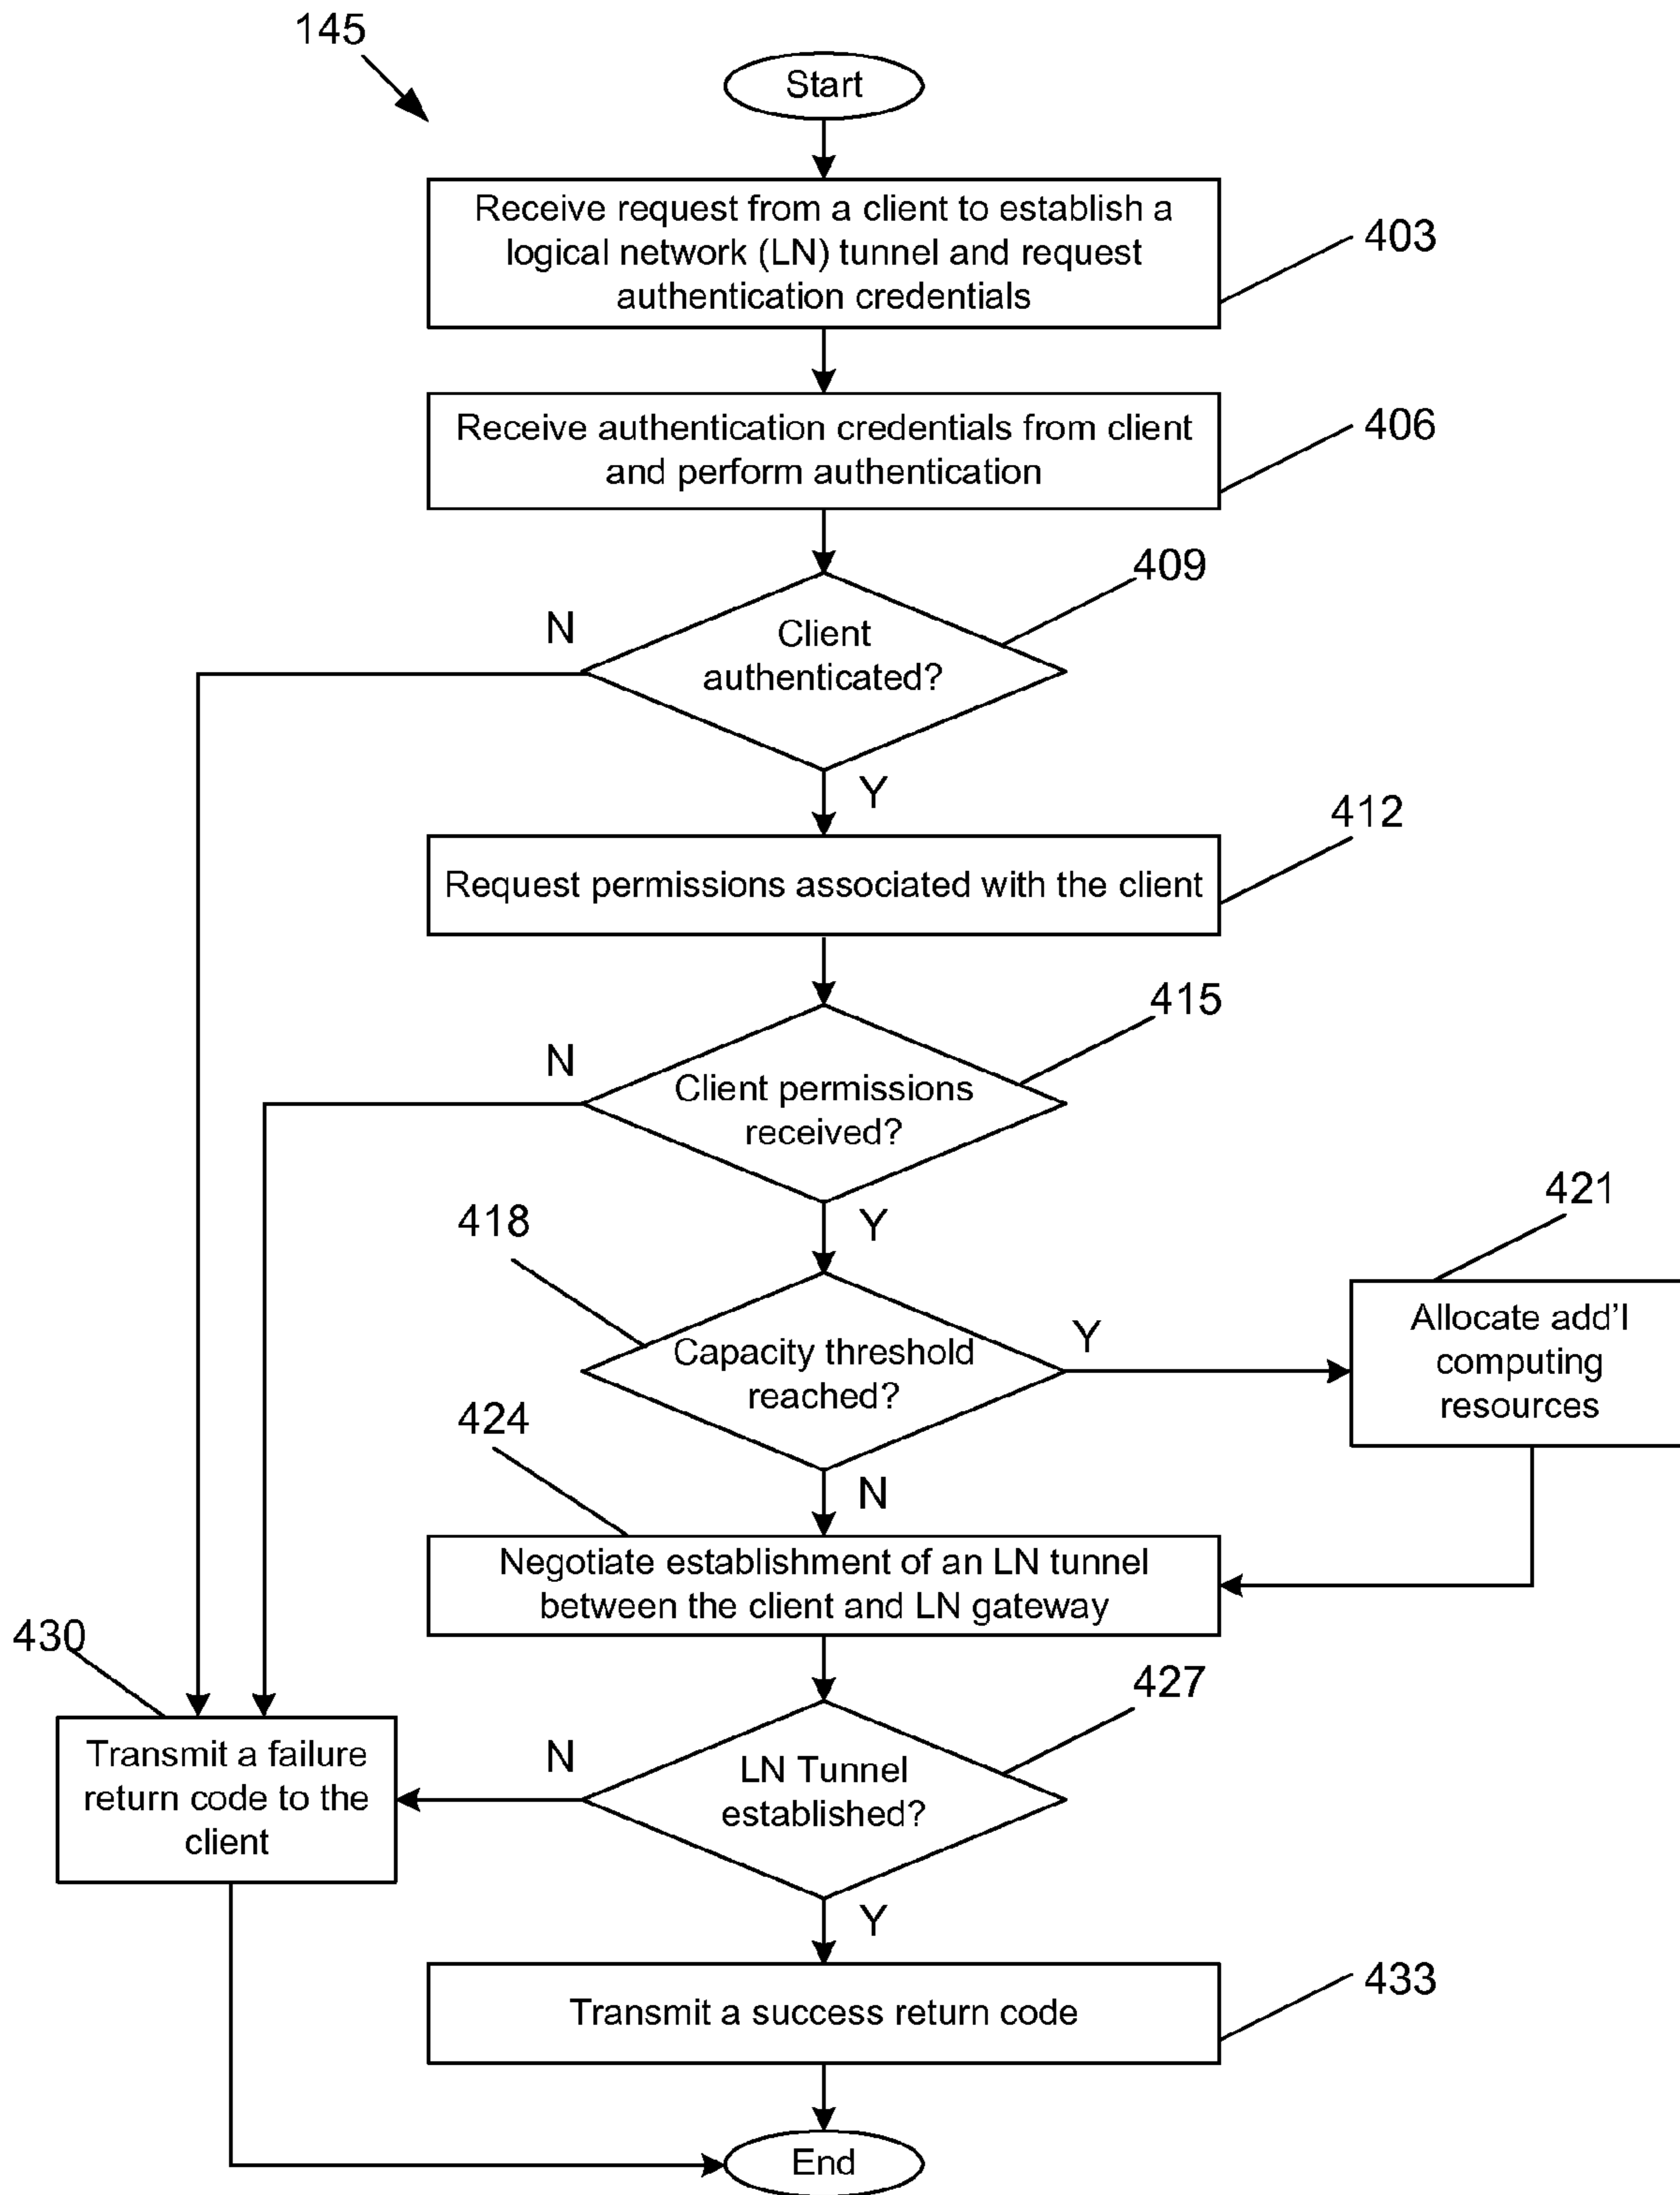 145
Start
Receive request from a client to establish a
logical network (LN) tunnel and request
authentication credentials
403
Receive authentication credentials from client
and perform authentication
406
409
N
Client
authenticated?
Y
412
Request permissions associated with the client
415
N
Client permissions
received?
418
Y
421
Capacity threshold
reached?
Y
Allocate add'l
computing
resources
424
N
Negotiate establishment of an LN tunnel
between the client and LN gateway
430
427
Transmit a failure
return code to the
client
N
LN Tunnel
established?
Y
433
Transmit a success return code
End